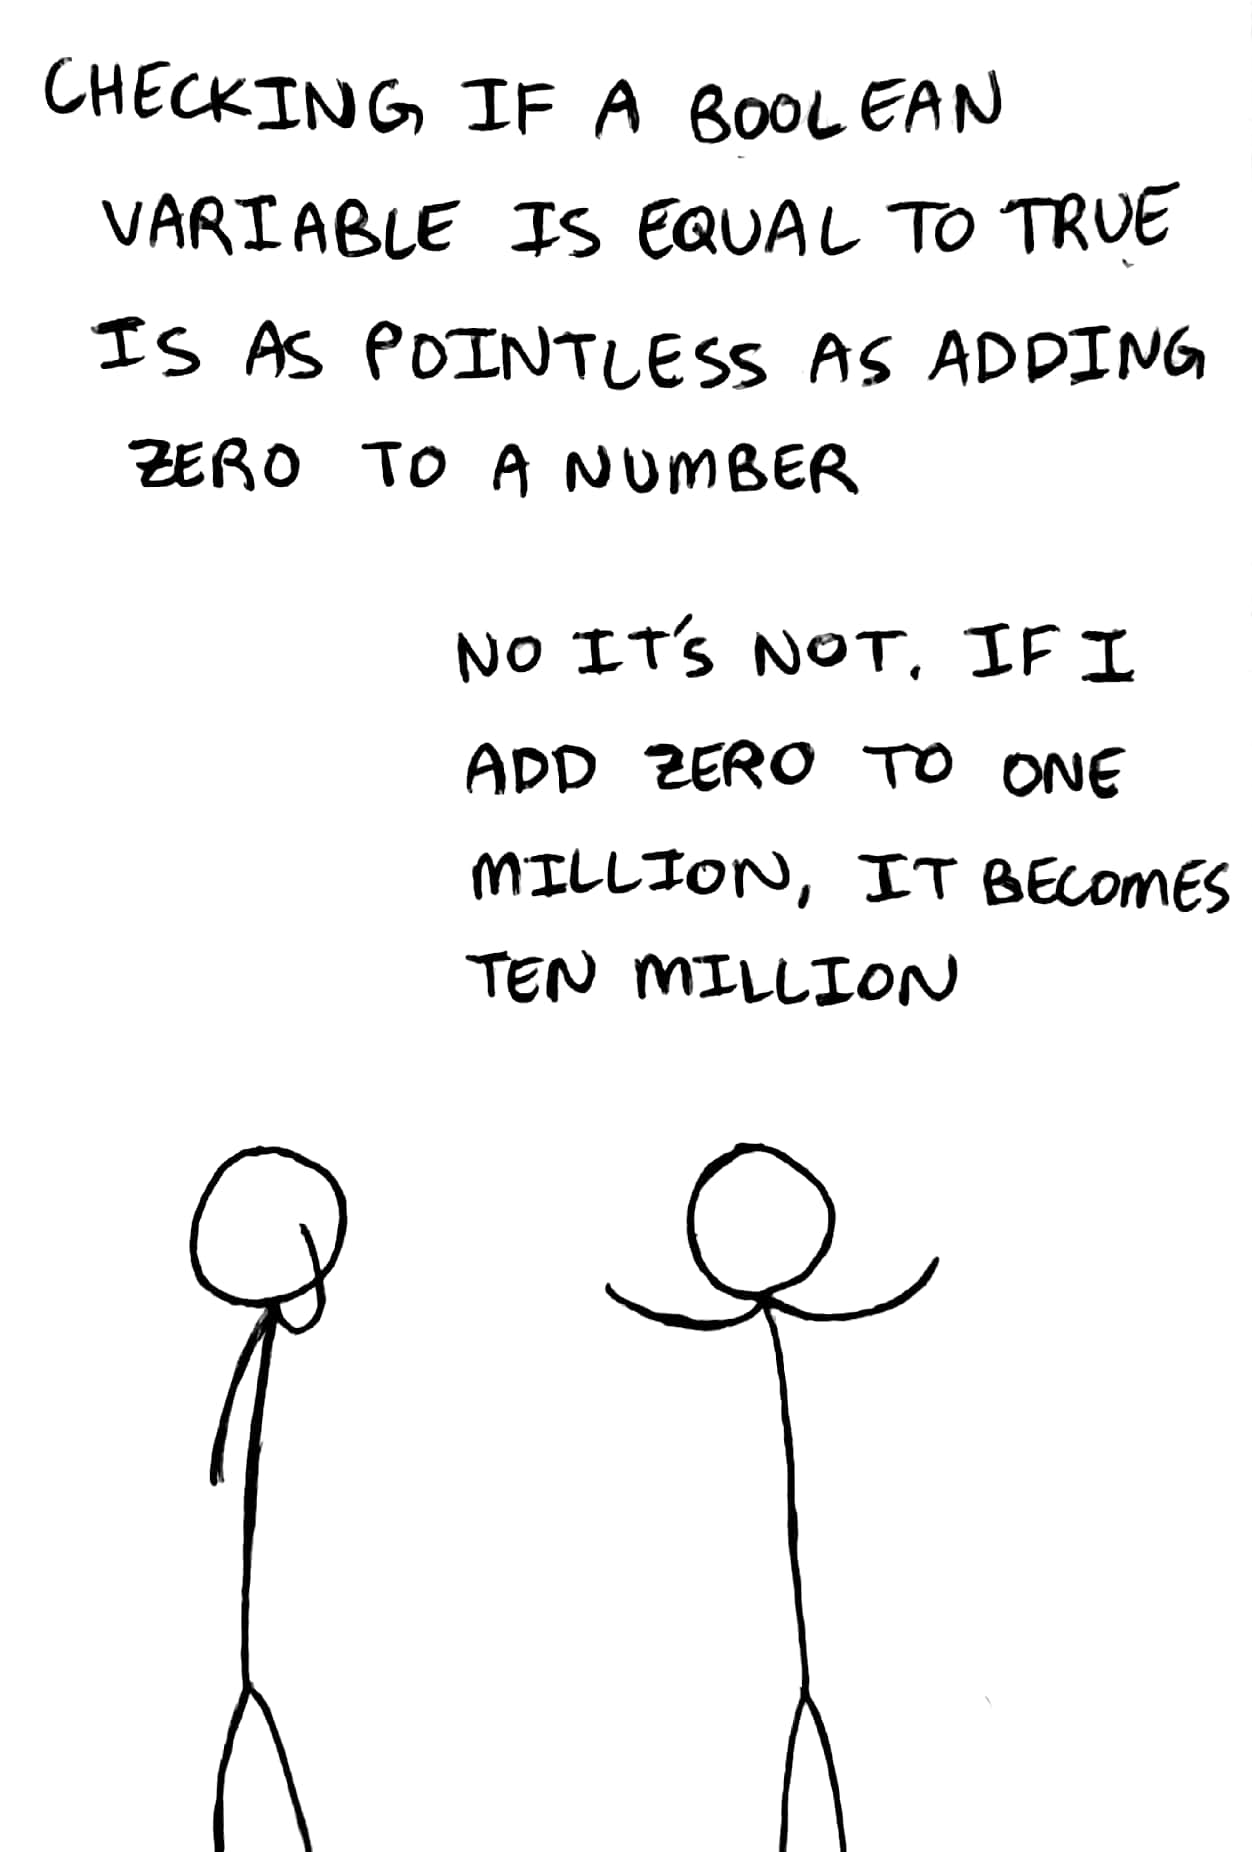 CHECKING IF A BOOLEAN
VARIABLE IS EQUAL TO TRUE
IS AS POINTLESS AS ADDING
ZERO TO A NUMBER
NO IT'S NOT. IF I
ADD ZERO TO ONE
MILLION, IT BECOMES
TEN MILLION